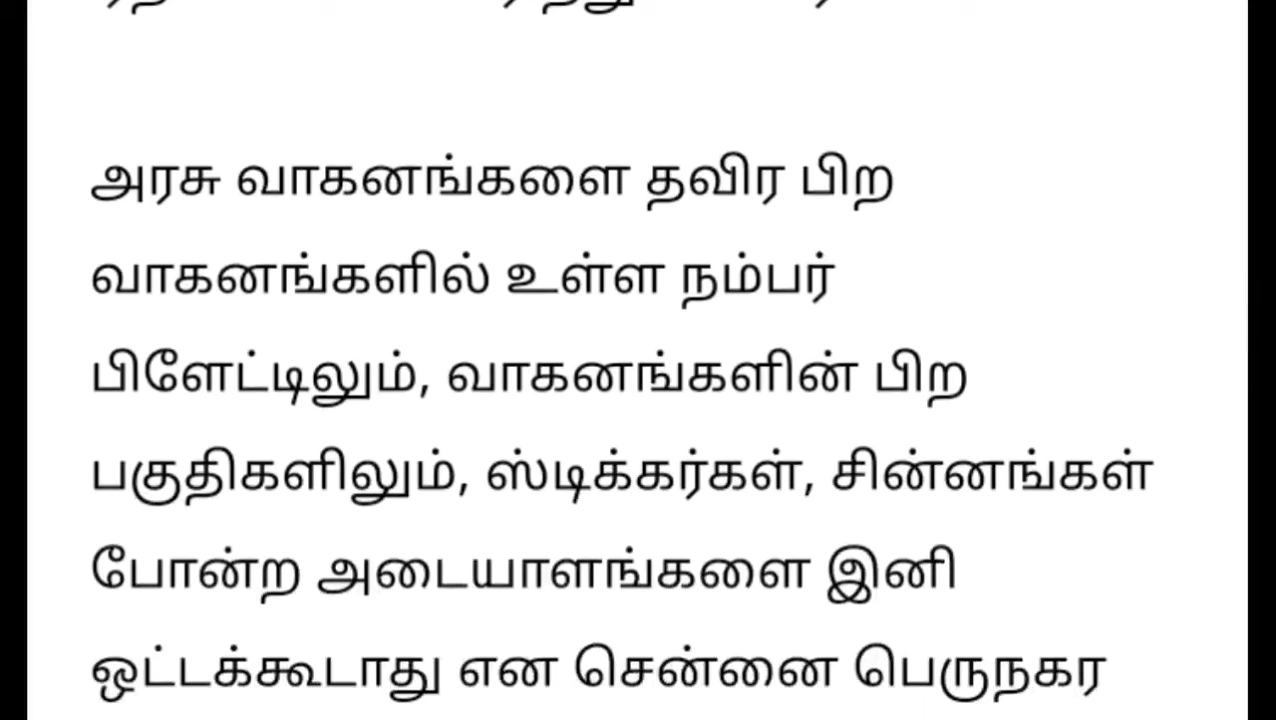 அரசு வாகனங்களை தவிர பிற
வாகனங்களில் உள்ள நம்பர்
பிளேட்டிலும், வாகனங்களின் பிற
பகுதிகளிலும், ஸ்டிக்கர்கள், சின்னங்கள்
போன்ற அடையாளங்களை இனி
ஒட்டக்கூடாது என சென்னை பெருநகர